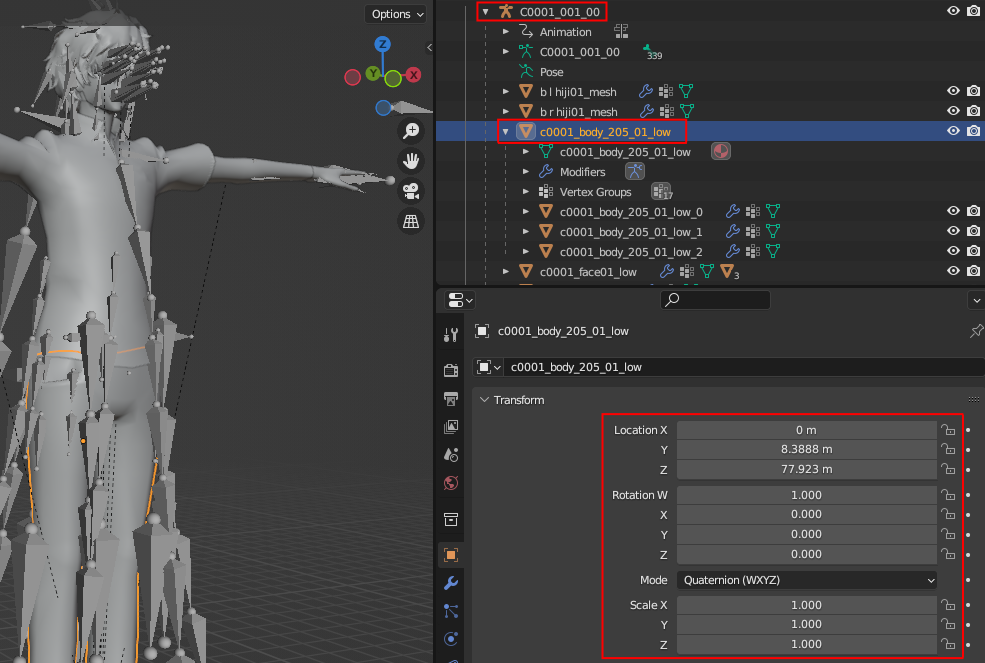 Options
Z
Y
X
C0001_001_00
Animation
C0001_001_00
339
Pose
b l hiji01_mesh
b r hiji01_mesh
c0001_body_205_01_low
c0001_body_205_01_low
Modifiers
Vertex Groups
17
c0001_body_205_01_low_0
c0001_body_205_01_low_1
c0001_body_205_01_low_2
c0001_face01_low
3
c0001_body_205_01_low
c0001_body_205_01_low
Transform
Location X 0 m
Y 8.3888 m
Z 77.923 m
Rotation W 1.000
X 0.000
Y 0.000
Z 0.000
Mode Quaternion (WXYZ)
Scale X 1.000
Y 1.000
Z 1.000